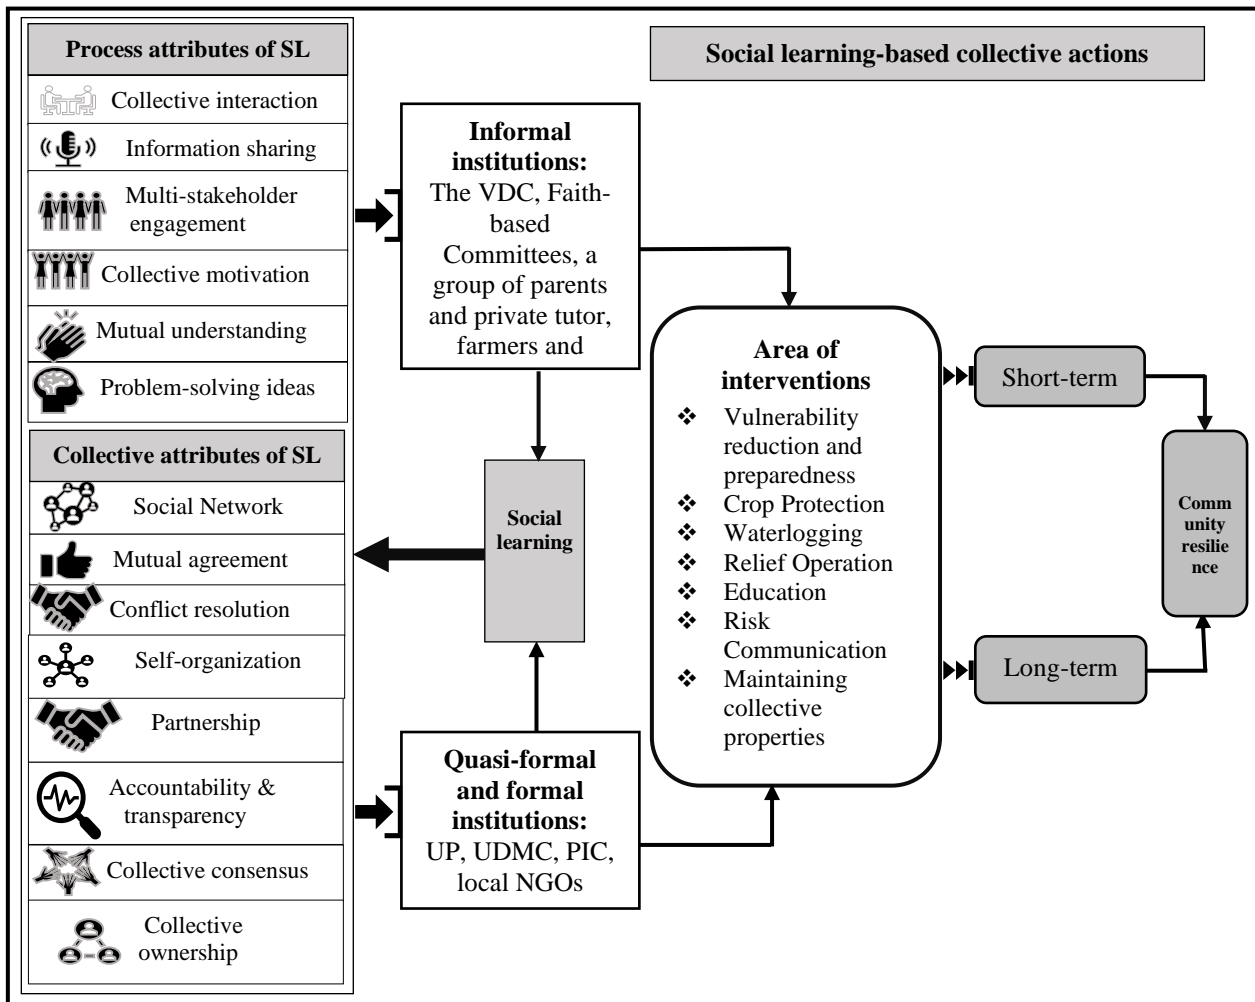 Process attributes of SL
Collective interaction
Information sharing
Multi-stakeholder
engagement
Collective motivation
Mutual understanding
Problem-solving ideas
Collective attributes of SL
Social Network
Mutual agreement
Conflict resolution
Self-organization
Partnership
Accountability &
transparency
Collective consensus
Collective
ownership
Social learning-based collective actions
Informal
institutions:
The VDC, Faith-
based
Committees, a
group of parents
and private tutor,
farmers and
Social
learning
Quasi-formal
and formal
institutions:
UP, UDMC, PIC,
local NGOs
Area of
interventions
❖ Vulnerability
reduction and
preparedness
❖ Crop Protection
❖ Waterlogging
❖ Relief Operation
❖ Education
❖ Risk
Communication
❖ Maintaining
collective
properties
Short-term
Long-term
Comm
unity
resilie
nce